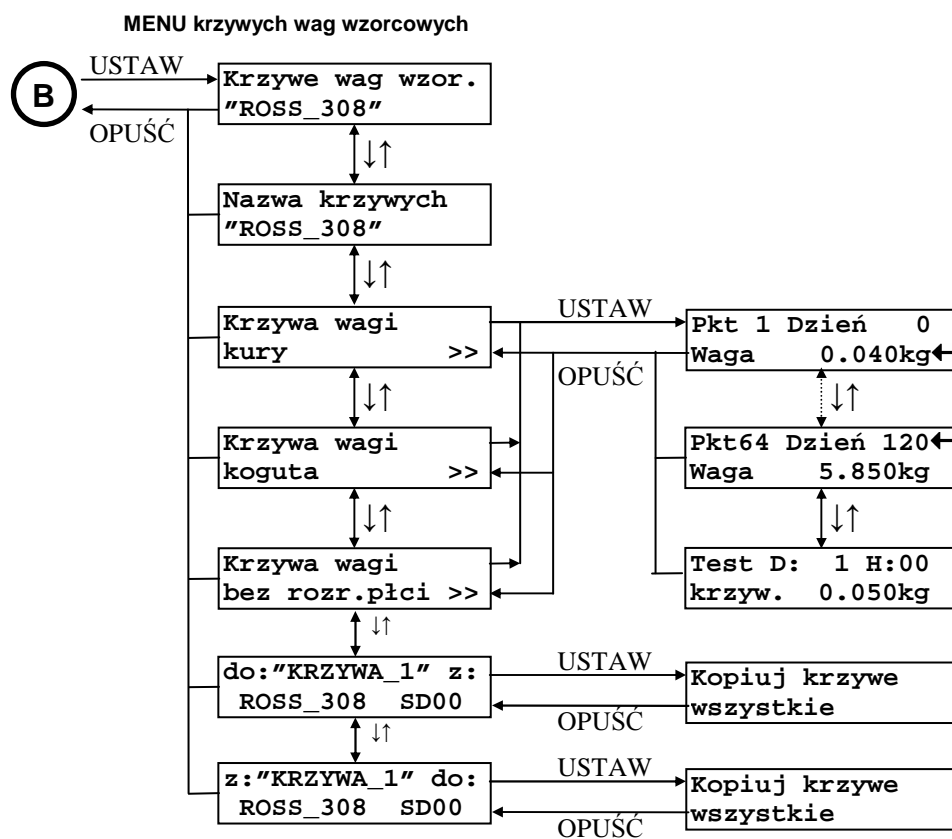 MENU krzywych wag wzorcowych
B
USTAW
OPUŚĆ
Krzywe wag wzor.
"ROSS_308"
↓↑
Nazwa krzywych
"ROSS_308"
↓↑
Krzywa wagi
kury >>
USTAW
OPUŚĆ
Pkt 1 Dzień 0
Waga 0.040kg
↓↑
↓↑
Krzywa wagi
koguta >>
Pkt64 Dzień 120
Waga 5.850kg
↓↑
↓↑
Krzywa wagi
bez rozr.płci >>
Test D: 1 H:00
krzyw. 0.050kg
↓↑
do:"KRZYWA_1" z:
ROSS_308 SD00
USTAW
OPUŚĆ
Kopiuj krzywe
wszystkie
↓↑
z:"KRZYWA_1" do:
ROSS_308 SD00
USTAW
OPUŚĆ
Kopiuj krzywe
wszystkie